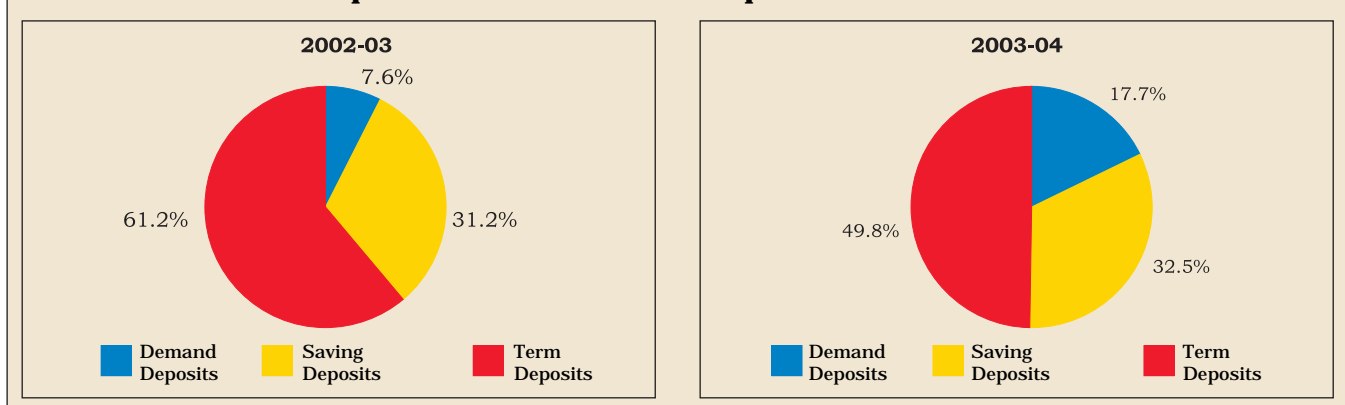 2002-03
7.6%
61.2%
31.2%
Demand Deposits
Saving Deposits
Term Deposits
2003-04
17.7%
49.8%
32.5%
Demand Deposits
Saving Deposits
Term Deposits